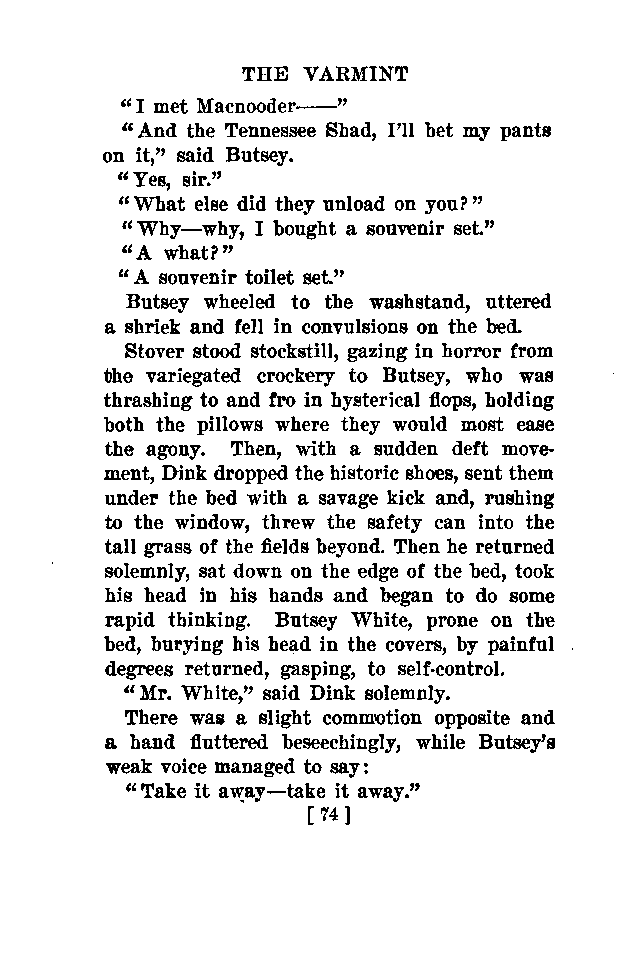 THE VARMINT
“I met Macnooder——”
“And the Tennessee Shad, I’ll bet my pants
on it,” said Butsey.
“Yes, sir.”
“What else did they unload on you?”
“Why—why, I bought a souvenir set.”
“A what?”
“A souvenir toilet set.”
Butsey wheeled to the washstand, uttered
a shriek and fell in convulsions on the bed.
Stover stood stockstill, gazing in horror from
the variegated crockery to Butsey, who was
thrashing to and fro in hysterical flops, holding
both the pillows where they would most ease
the agony. Then, with a sudden deft move-
ment, Dink dropped the historic shoes, sent them
under the bed with a savage kick and, rushing
to the window, threw the safety can into the
tall grass of the fields beyond. Then he returned
solemnly, sat down on the edge of the bed, took
his head in his hands and began to do some
rapid thinking. Butsey White, prone on the
bed, burying his head in the covers, by painful
degrees returned, gasping, to self-control.
“Mr. White,” said Dink solemnly.
There was a slight commotion opposite and
a hand fluttered beseechingly, while Butsey’s
weak voice managed to say:
“Take it away—take it away.”
[ 74 ]